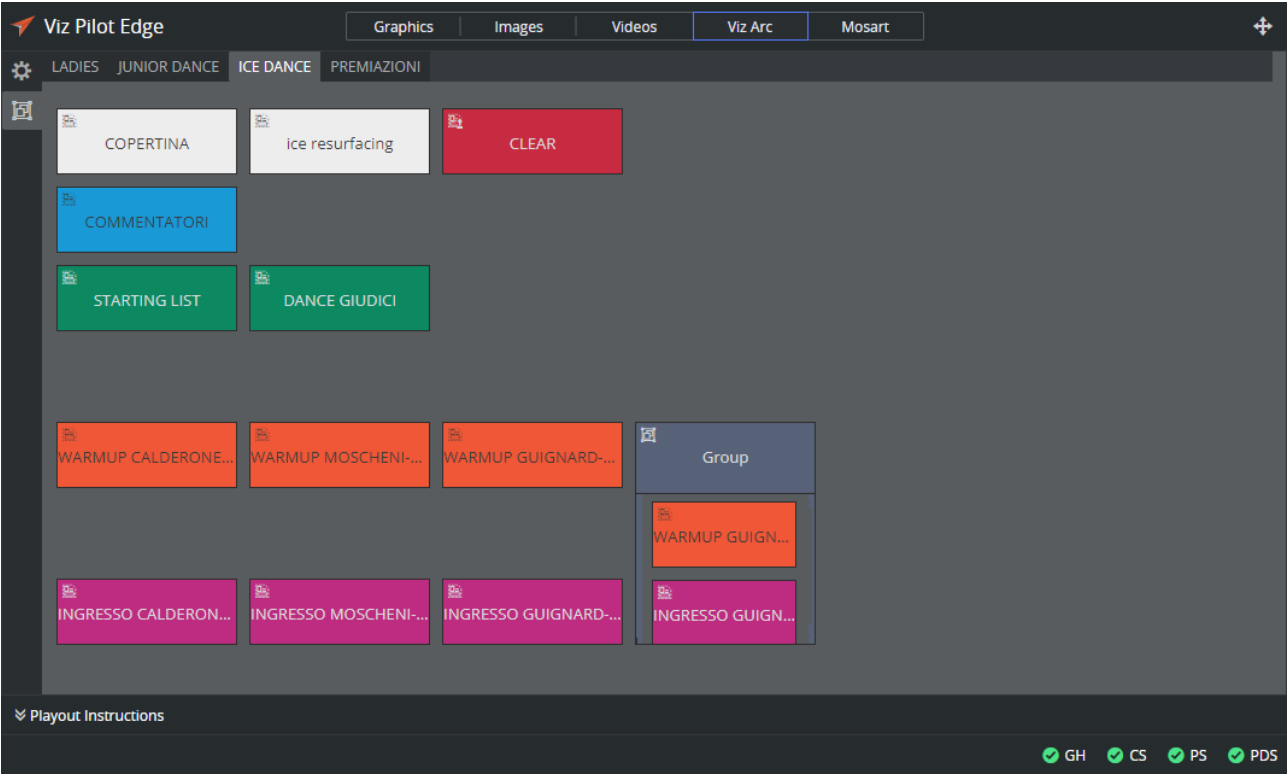 Viz Pilot Edge
Graphics
Images
Videos
Viz Arc
Mosart
LADIES
JUNIOR DANCE
ICE DANCE
PREMIAZIONI
COPERTINA
ice resurfacing
CLEAR
COMMENTATORI
STARTING LIST
DANCE GIUDICI
WARMUP CALDERONE...
WARMUP MOSCHENI-...
WARMUP GUIGNARD-...
Group
WARMUP GUIGN...
INGRESSO CALDERON...
INGRESSO MOSCHENI-...
INGRESSO GUIGNARD-...
INGRESSO GUIGN...
Playout Instructions
GH
CS
PS
PDS